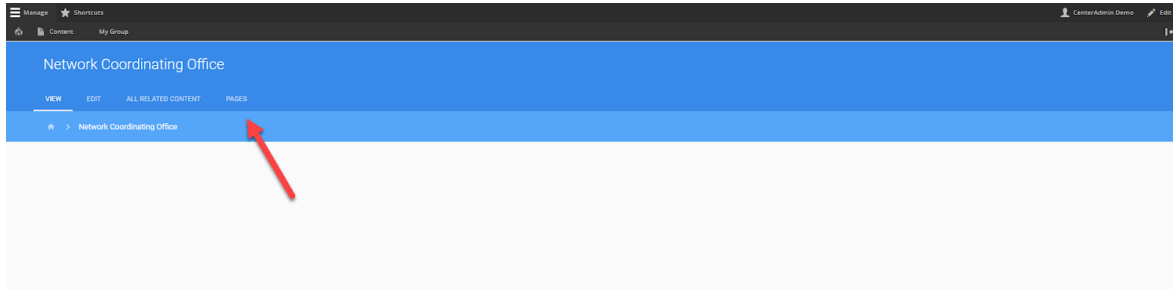 Manage Shortcuts CenterAdmin Demo Edit
Content My Group
Network Coordinating Office
VIEW EDIT ALL RELATED CONTENT PAGES
> Network Coordinating Office